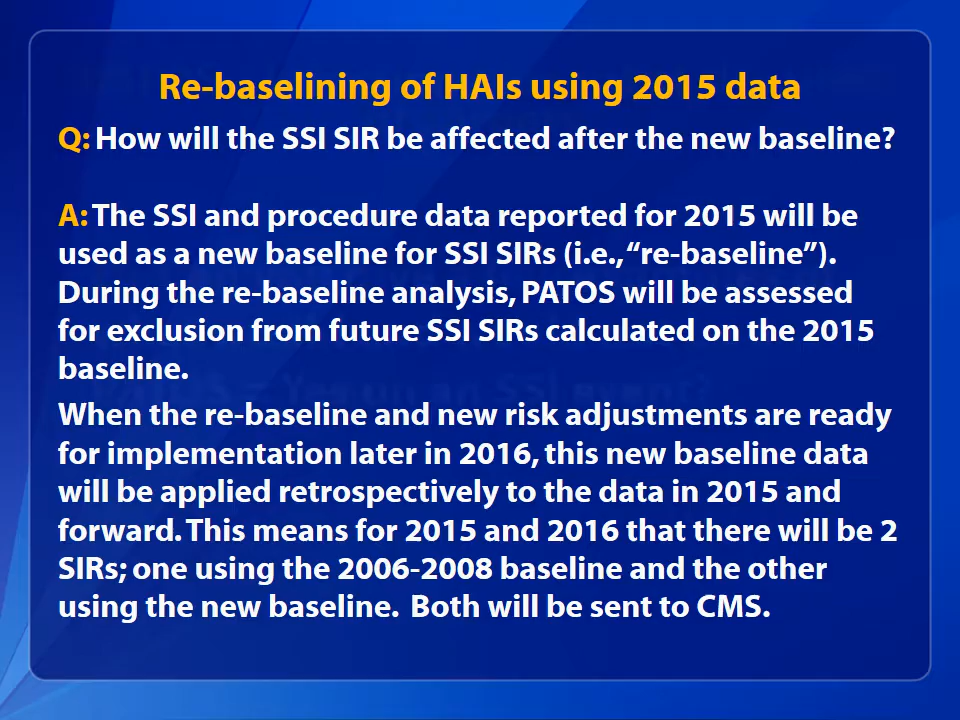 Re-baselining of HAIs using 2015 data
Q: How will the SSI SIR be affected after the new baseline?
A: The SSI and procedure data reported for 2015 will be
used as a new baseline for SSI SIRs (i.e., “re-baseline”).
During the re-baseline analysis, PATOS will be assessed
for exclusion from future SSI SIRs calculated on the 2015
baseline.
When the re-baseline and new risk adjustments are ready
for implementation later in 2016, this new baseline data
will be applied retrospectively to the data in 2015 and
forward. This means for 2015 and 2016 that there will be 2
SIRs; one using the 2006-2008 baseline and the other
using the new baseline.  Both will be sent to CMS.